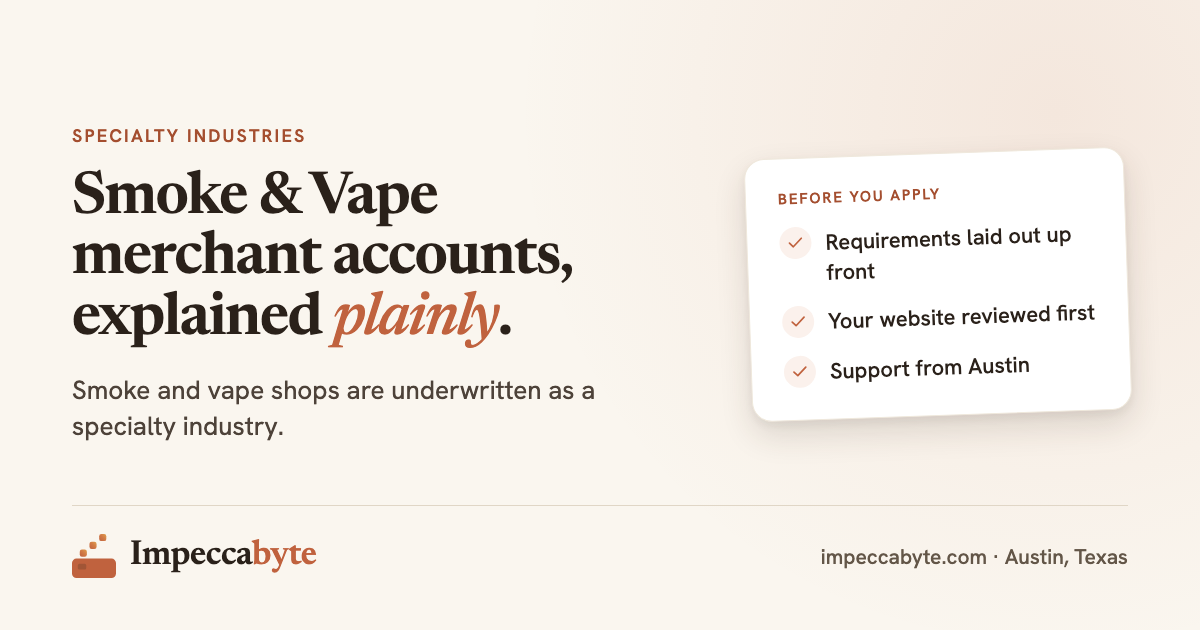 SPECIALTY INDUSTRIES
Smoke & Vape
merchant accounts,
explained plainly.
Smoke and vape shops are underwritten as a
specialty industry.
BEFORE YOU APPLY
Requirements laid out up
front
Your website reviewed first
Support from Austin
Impeccabyte
impeccabyte.com · Austin, Texas